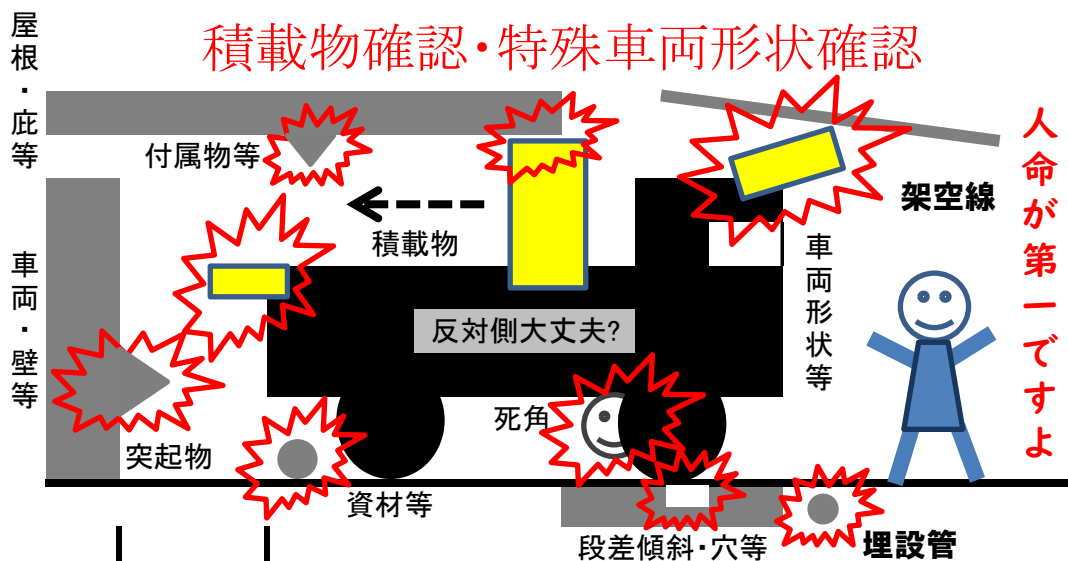 積載物確認・特殊車両形状確認
屋根・庇等
付属物等
積載物
架空線
人命が第一ですよ
車両・壁等
車両形状等
反対側大丈夫?
死角
突起物
資材等
段差傾斜・穴等
埋設管